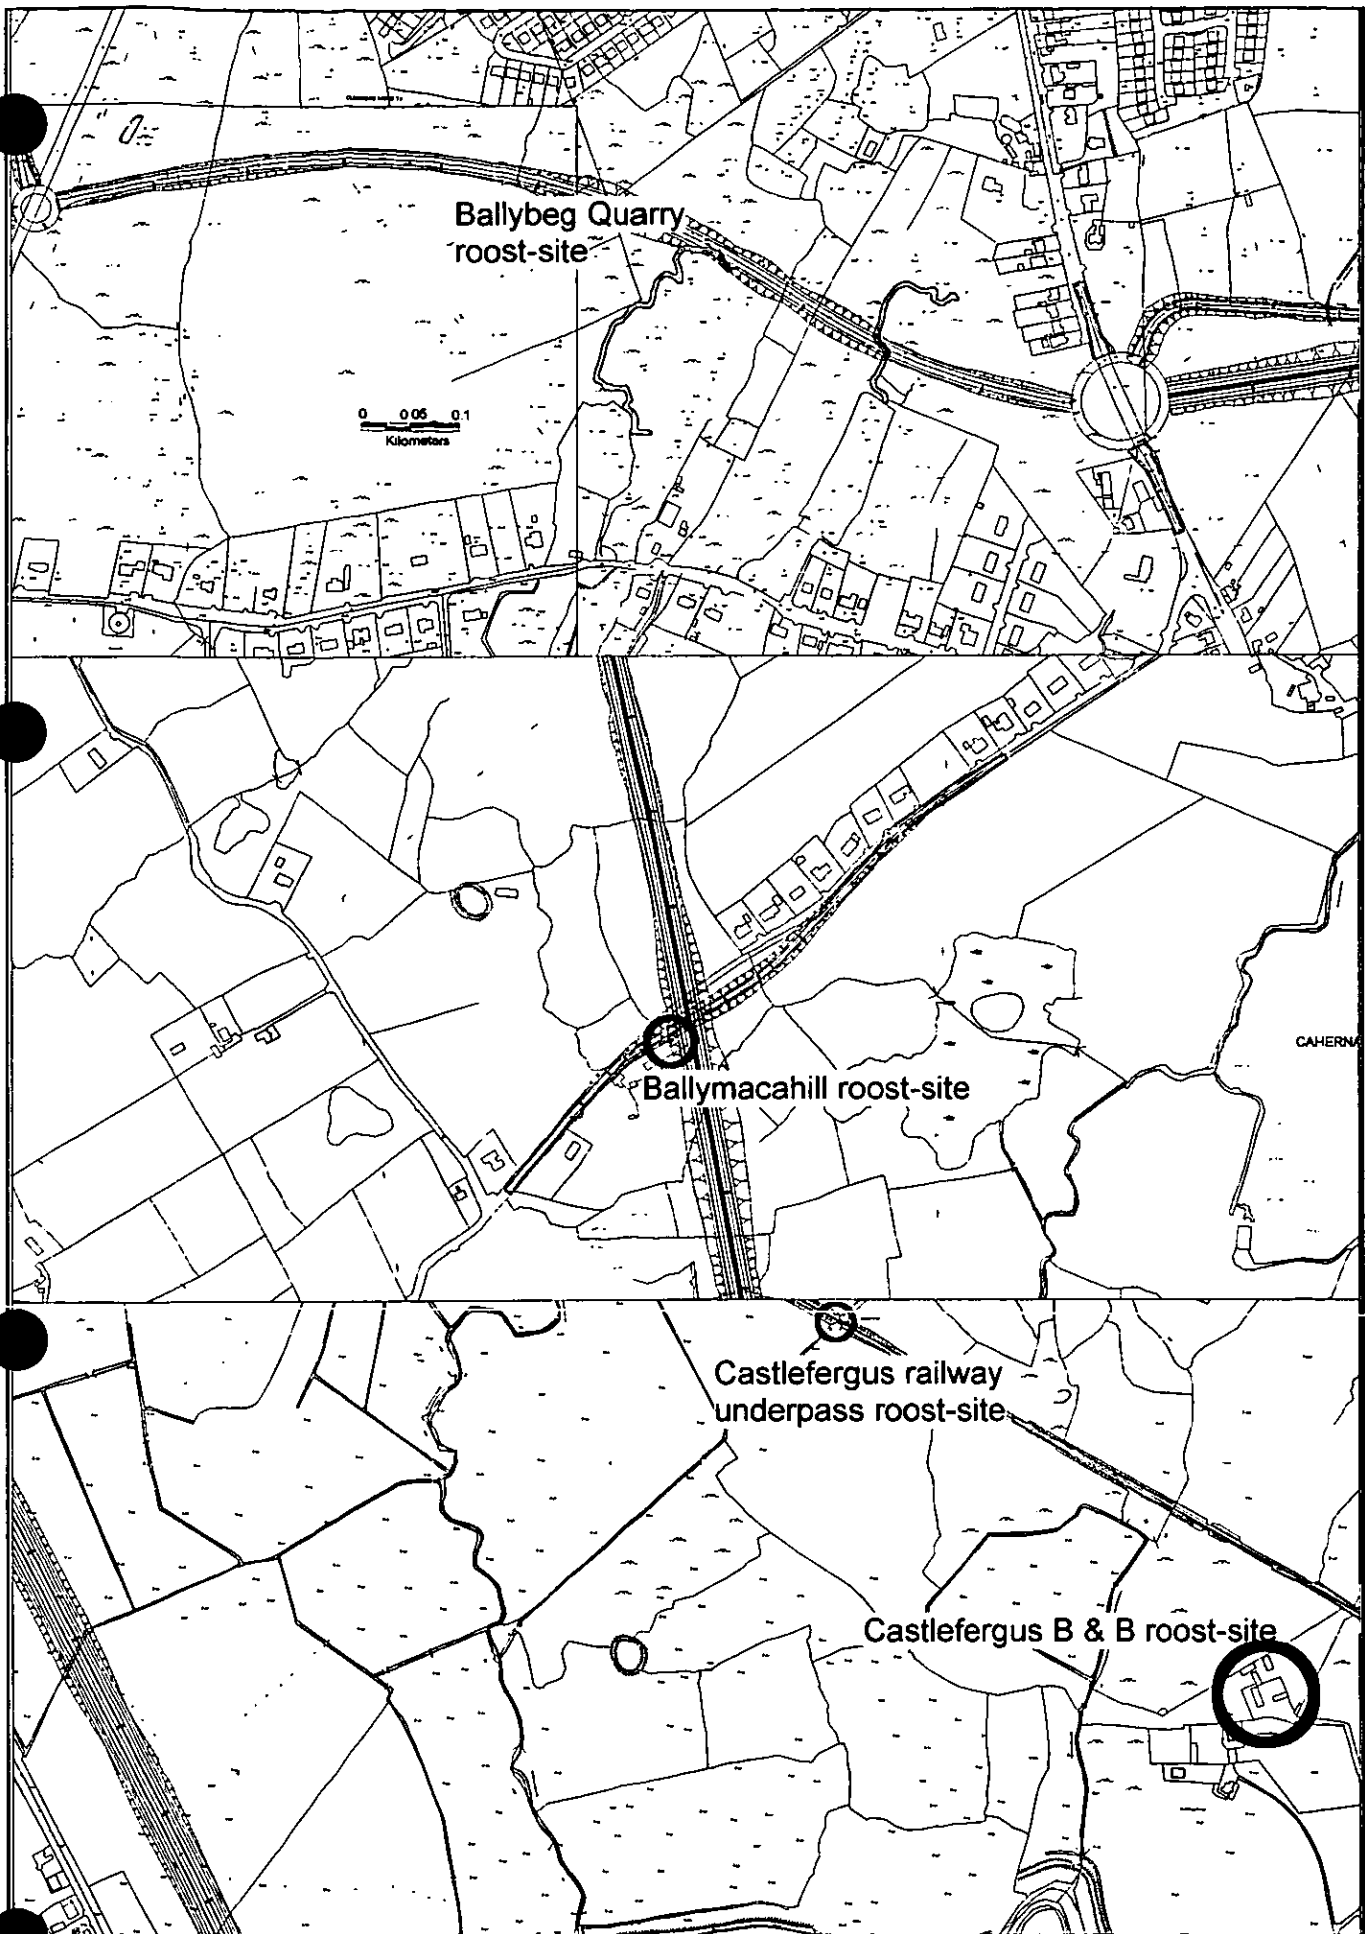 Ballybeg Quarry
roost-site
0 0 05 0.1
Kilometers
Ballymacahill roost-site
CAHERNA
Castlefergus railway
underpass roost-site
Castlefergus B & B roost-site